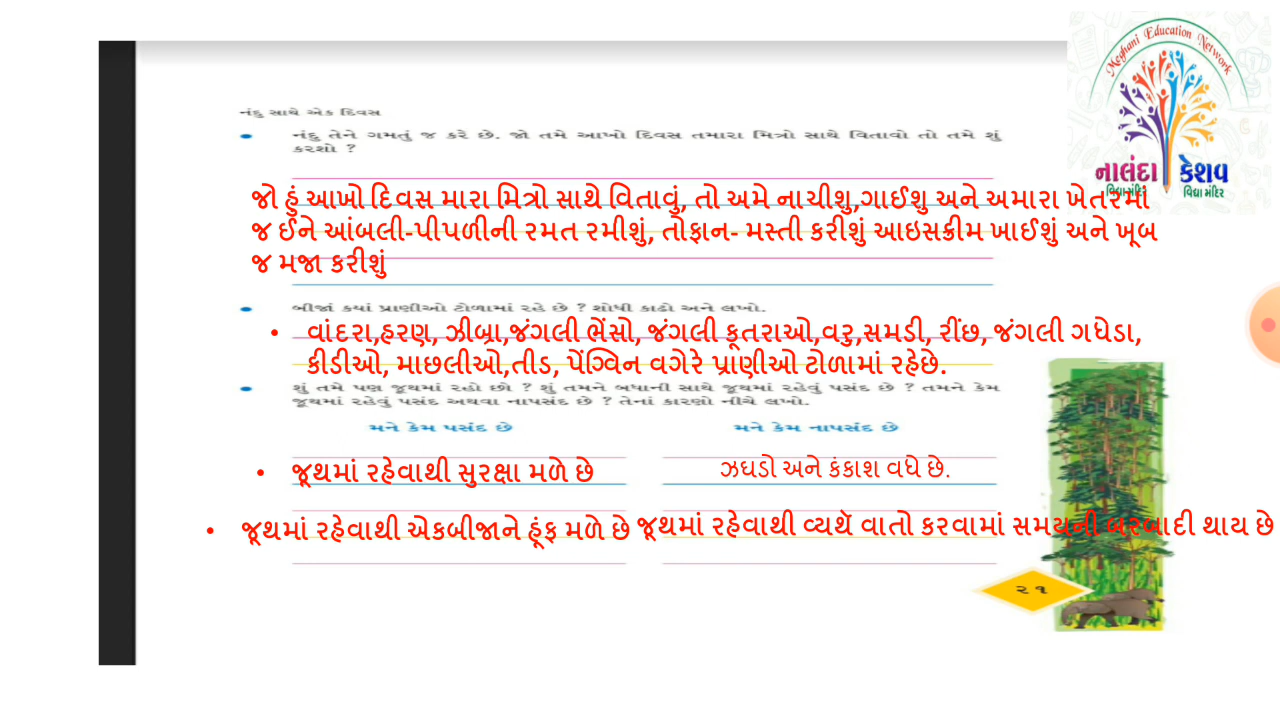 Meghani Education Network
નાલંદા કેશવ
વિદ્યામંદિર વિદ્યા મંદિર
નંદુ સાથે એક દિવસ
• નંદુ તેને ગમતું જ કરે છે. જો તમે આખો દિવસ તમારા મિત્રો સાથે વિતાવો તો તમે શું
કરશો ?
જો હું આખો દિવસ મારા મિત્રો સાથે વિતાવું, તો અમે નાચીશુ,ગાઈશુ અને અમારા ખેતરમાં
જ ઈને આંબલી-પીપળીની રમત રમીશું, તોફાન- મસ્તી કરીશું આઇસક્રીમ ખાઈશું અને ખૂબ
જ મજા કરીશું
• બીજાં કયાં પ્રાણીઓ ટોળામાં રહે છે ? શોધી કાઢો અને લખો.
• વાંદરા,હરણ, ઝીબ્રા,જંગલી ભેંસો, જંગલી કૂતરાઓ,વરુ,સમડી, રીંછ, જંગલી ગધેડા,
કીડીઓ, માછલીઓ,તીડ, પેંગ્વિન વગેરે પ્રાણીઓ ટોળામાં રહેછે.
• શું તમે પણ જૂથમાં રહો છો ? શું તમને બધાની સાથે જૂથમાં રહેવું પસંદ છે ? તમને કેમ
જૂથમાં રહેવું પસંદ અથવા નાપસંદ છે ? તેનાં કારણો નીચે લખો.
મને કેમ પસંદ છે મને કેમ નાપસંદ છે
• જૂથમાં રહેવાથી સુરક્ષા મળે છે ઝઘડો અને કંકાશ વધે છે.
• જૂથમાં રહેવાથી એકબીજાને હૂંફ મળે છે જૂથમાં રહેવાથી વ્યથૅ વાતો કરવામાં સમયની બરબાદી થાય છે
૨૧